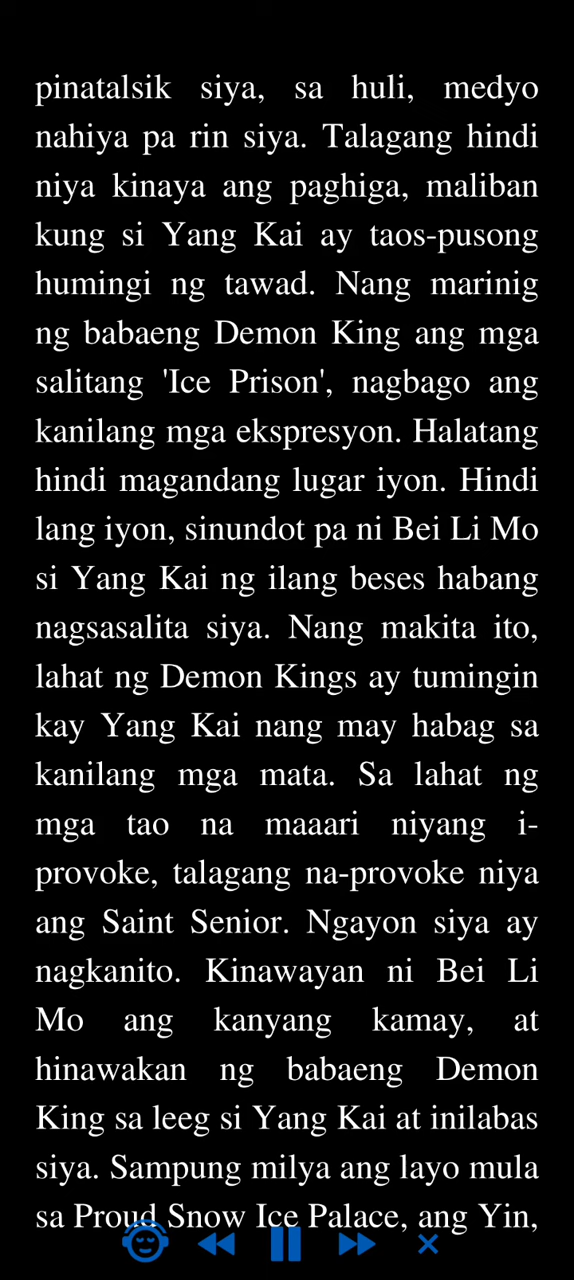 pinatalsik siya, sa huli, medyo
nahiya pa rin siya. Talagang hindi
niya kinaya ang paghiga, maliban
kung si Yang Kai ay taos-pusong
humingi ng tawad. Nang marinig
ng babaeng Demon King ang mga
salitang 'Ice Prison', nagbago ang
kanilang mga ekspresyon. Halatang
hindi magandang lugar iyon. Hindi
lang iyon, sinundot pa ni Bei Li Mo
si Yang Kai ng ilang beses habang
nagsasalita siya. Nang makita ito,
lahat ng Demon Kings ay tumingin
kay Yang Kai nang may habag sa
kanilang mga mata. Sa lahat ng
mga tao na maaari niyang i-
provoke, talagang na-provoke niya
ang Saint Senior. Ngayon siya ay
nagkanito. Kinawayan ni Bei Li
Mo ang kanyang kamay, at
hinawakan ng babaeng Demon
King sa leeg si Yang Kai at inilabas
siya. Sampung milya ang layo mula
sa Proud Snow Ice Palace, ang Yin,